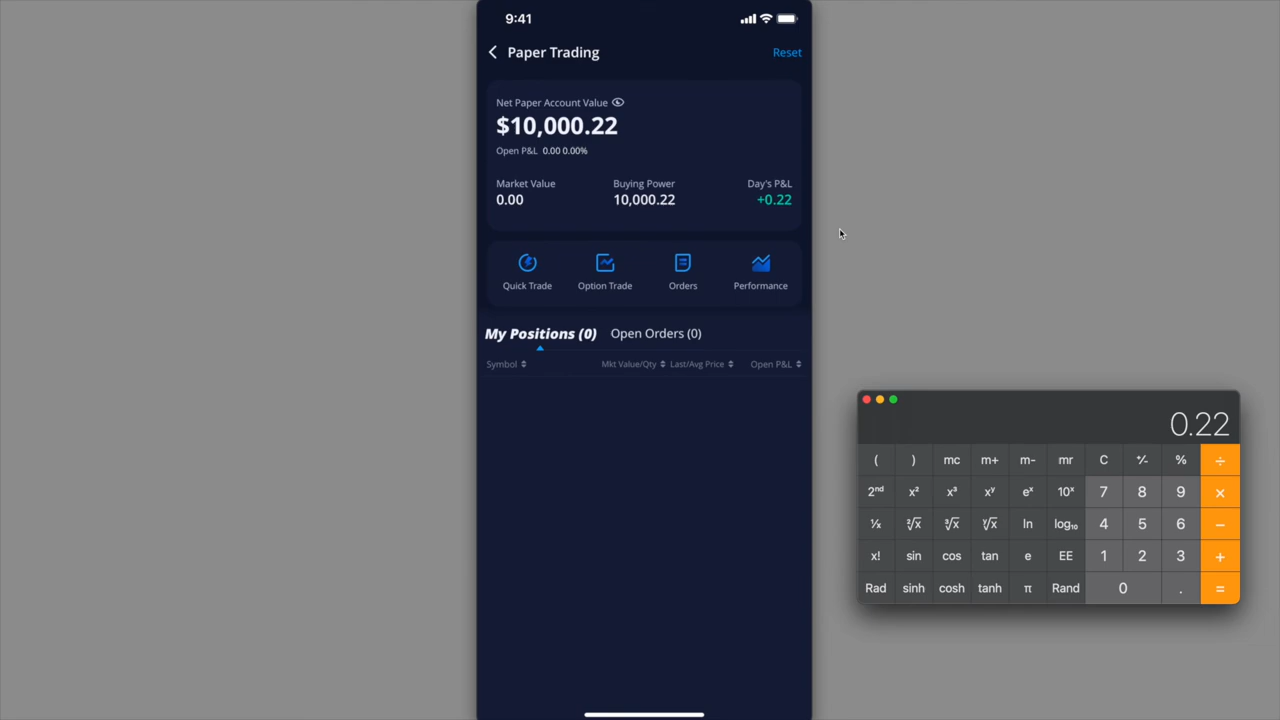 9:41
Paper Trading
Reset
Net Paper Account Value
$10,000.22
Open P&L 0.00 0.00%
Market Value Buying Power Day's P&L
0.00 10,000.22 +0.22
Quick Trade Option Trade Orders Performance
My Positions (0) Open Orders (0)
Symbol Mkt Value/Qty Last/Avg Price Open P&L
0.22
( ) mc m+ m- mr C +/- % ÷
2nd x² x³ xʸ eˣ 10ˣ 7 8 9 ×
1/x ²√x ³√x ʸ√x ln log₁₀ 4 5 6 −
x! sin cos tan e EE 1 2 3 +
Rad sinh cosh tanh π Rand 0 . =